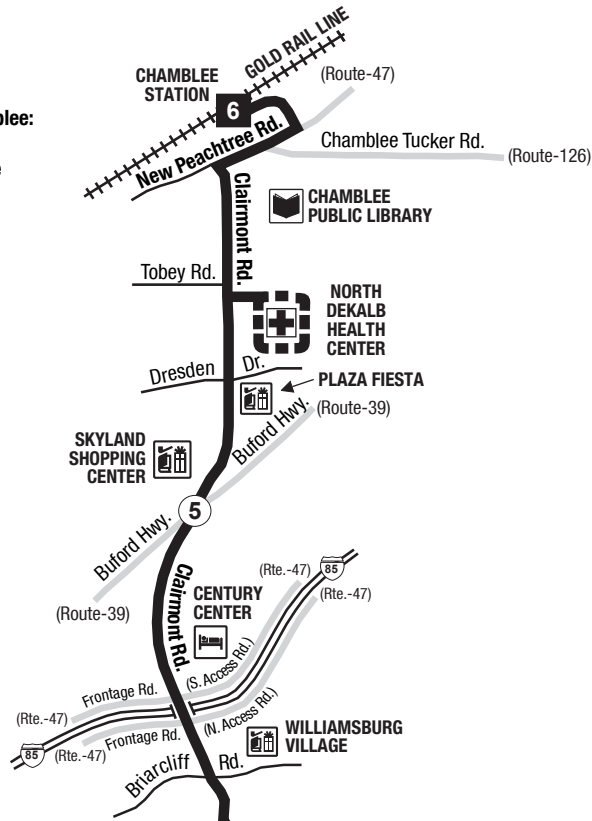 GOLD RAIL LINE
CHAMBLEE
STATION
(Route-47)
blee:
6
New Peachtree Rd.
Chamblee Tucker Rd.
(Route-126)
e
Clairmont Rd.
CHAMBLEE
PUBLIC LIBRARY
Tobey Rd.
NORTH
DEKALB
HEALTH
CENTER
Dresden Dr.
PLAZA FIESTA
Buford Hwy. (Route-39)
SKYLAND
SHOPPING
CENTER
5
Buford Hwy.
(Route-39)
Clairmont Rd.
CENTURY
CENTER
(Rte.-47)
85
(Rte.-47)
Frontage Rd.
(S. Access Rd.)
(Rte.-47)
85
(Rte.-47)
Frontage Rd.
(N. Access Rd.)
WILLIAMSBURG
VILLAGE
Briarcliff Rd.